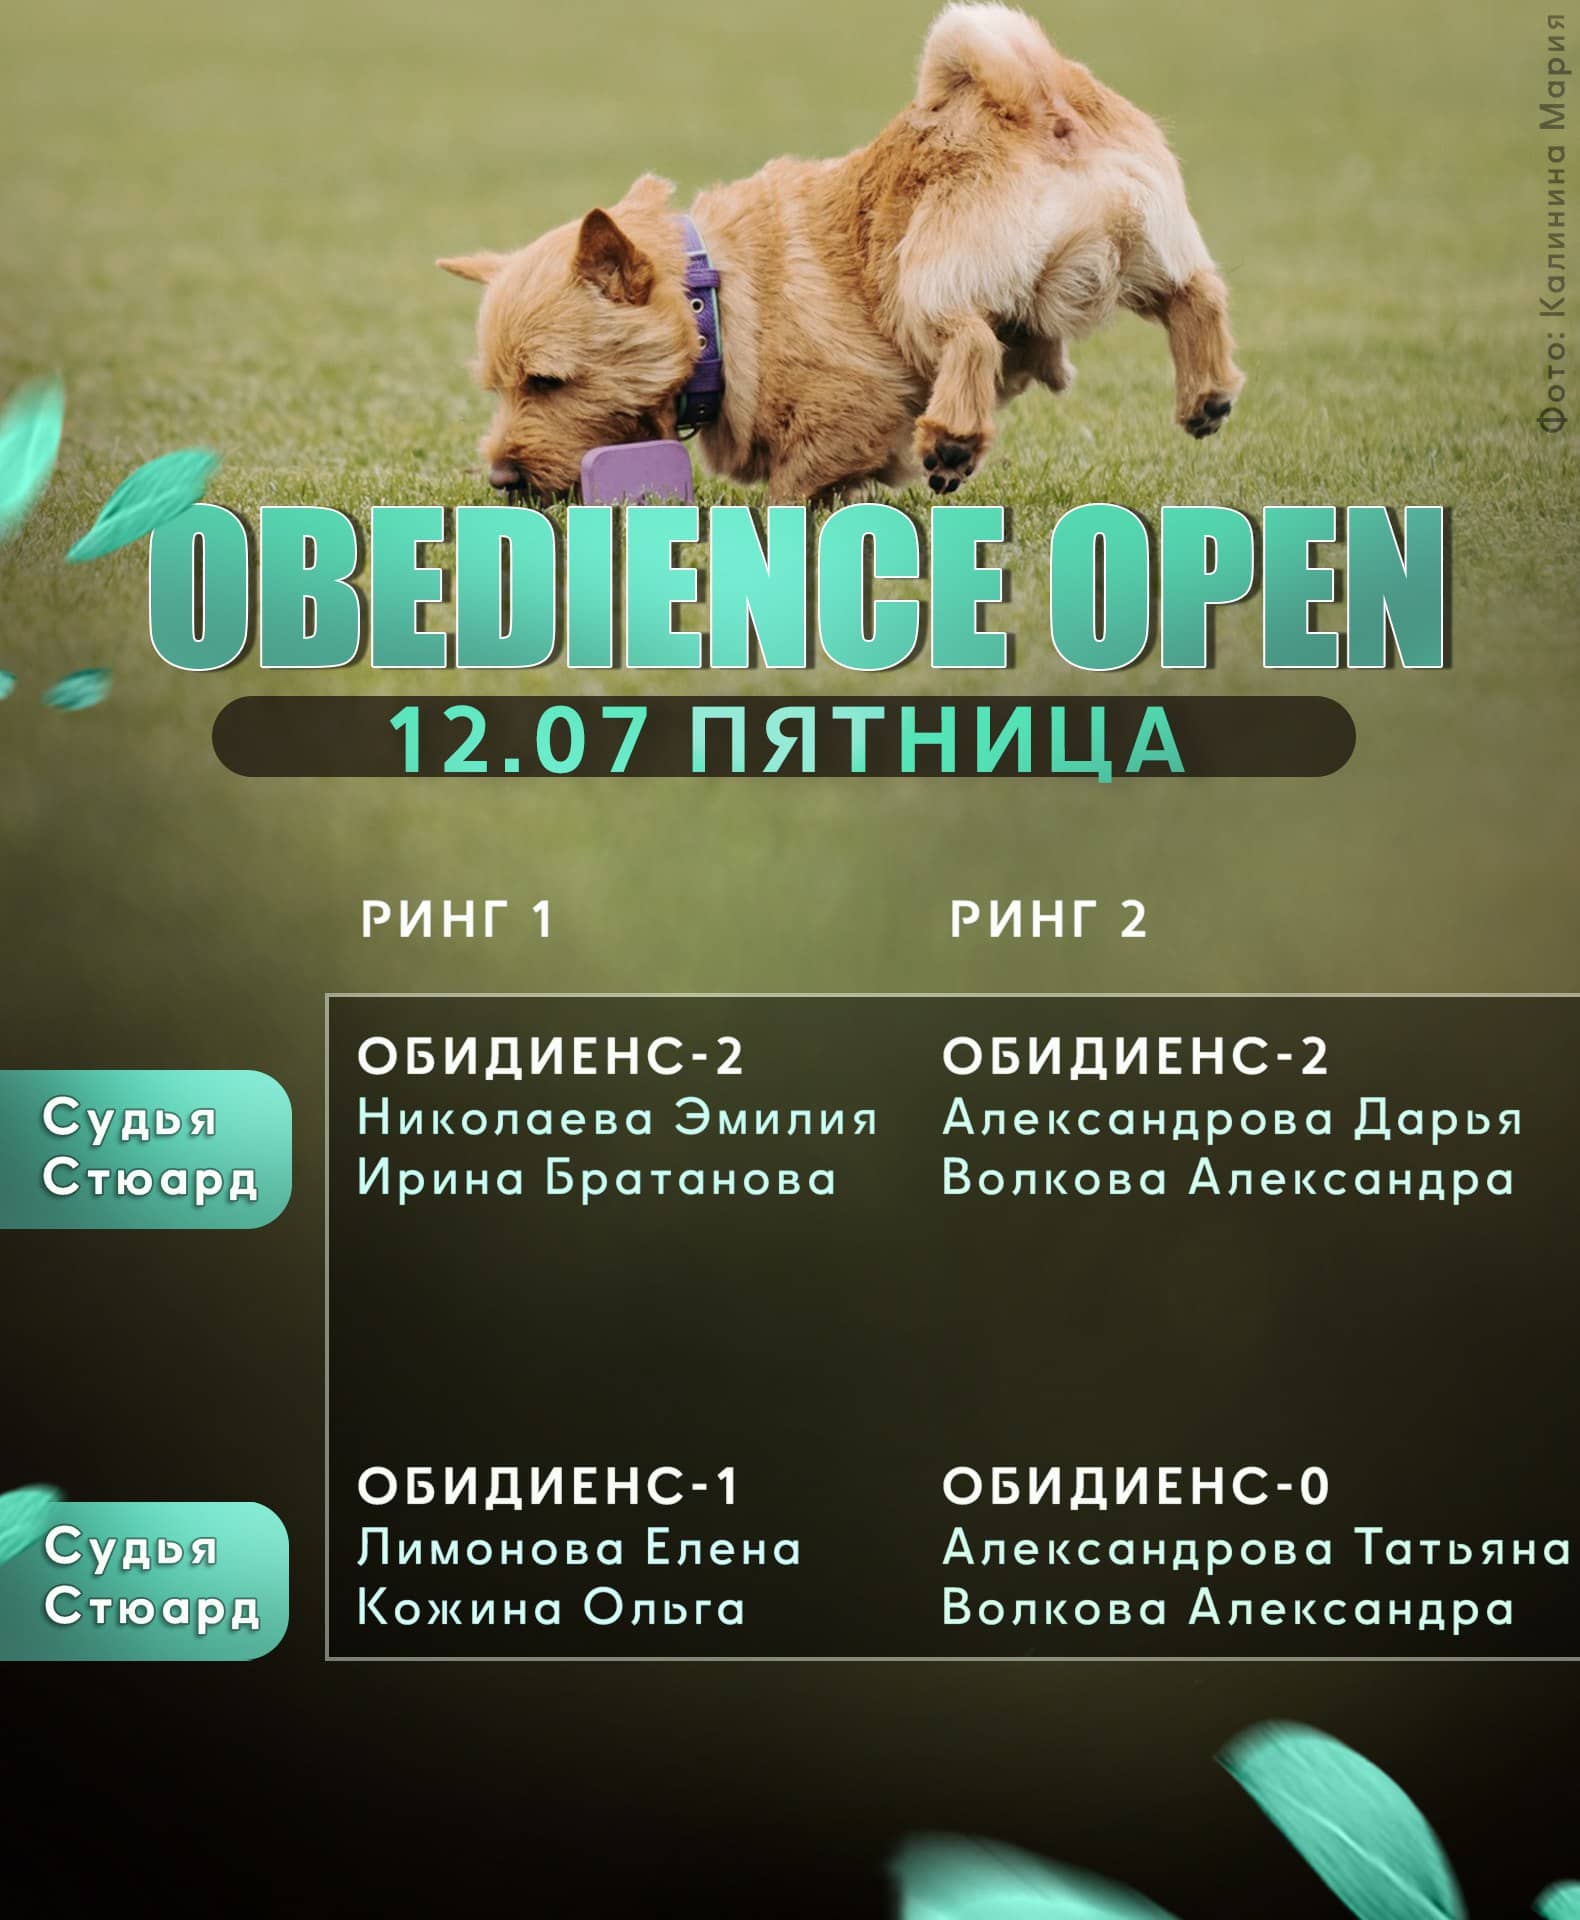 Фото: Калинина Мария
OBEDIENCE OPEN
12.07 ПЯТНИЦА
РИНГ 1
РИНГ 2
Судья
Стюард
ОБИДИЕНС-2
Николаева Эмилия
Ирина Братанова
ОБИДИЕНС-2
Александрова Дарья
Волкова Александра
Судья
Стюард
ОБИДИЕНС-1
Лимонова Елена
Кожина Ольга
ОБИДИЕНС-0
Александрова Татьяна
Волкова Александра